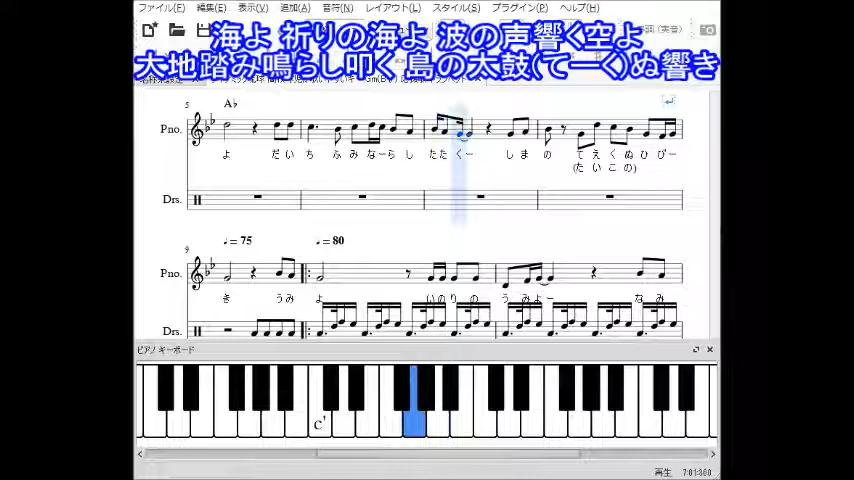 ファイル(F) 編集(E) 表示(V) 追加(A) 音符(N) レイアウト(L) スタイル(S) プラグイン(P) ヘルプ(H)
海よ 祈りの海よ 波の声響く空よ
大地踏み鳴らし叩く 島の太鼓(てーく)ぬ響き
5 A♭
Pno.
よ だ い ち ふ み な ー ら し た た く ー し ま の て え く ぬ ひ び ー
(た い こ の)
Drs.
9 ♩= 75 ♩= 80
Pno.
き う み よ い の り の う み よ ー な み
Drs.
ピアノ キーボード
C
再生 7:01:360